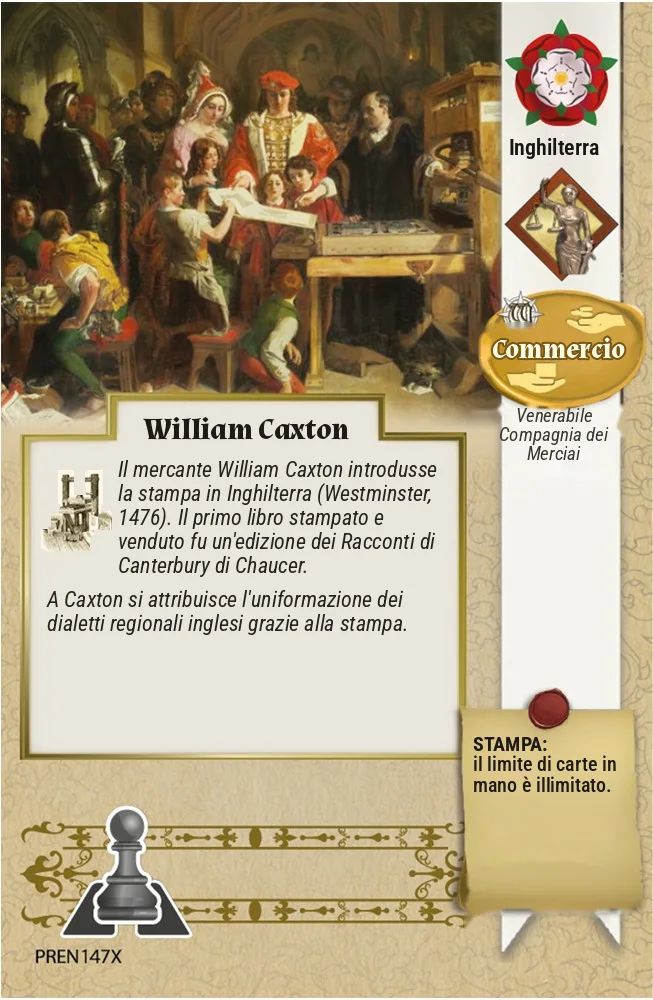 Inghilterra
Commercio
Venerabile
Compagnia dei
Merciai
William Caxton
Il mercante William Caxton introdusse
la stampa in Inghilterra (Westminster,
1476). Il primo libro stampato e
venduto fu un'edizione dei Racconti di
Canterbury di Chaucer.
A Caxton si attribuisce l'uniformazione dei
dialetti regionali inglesi grazie alla stampa.
STAMPA:
il limite di carte in
mano è illimitato.
PREN147X